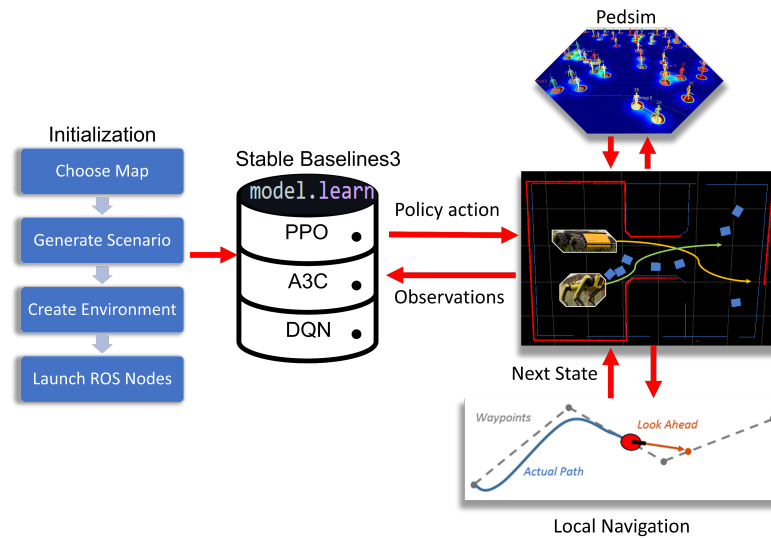 Pedsim
Initialization
Choose Map
Generate Scenario
Create Environment
Launch ROS Nodes
Stable Baselines3
model.learn
PPO
A3C
DQN
Policy action
Observations
Next State
Waypoints
Look Ahead
Actual Path
Local Navigation